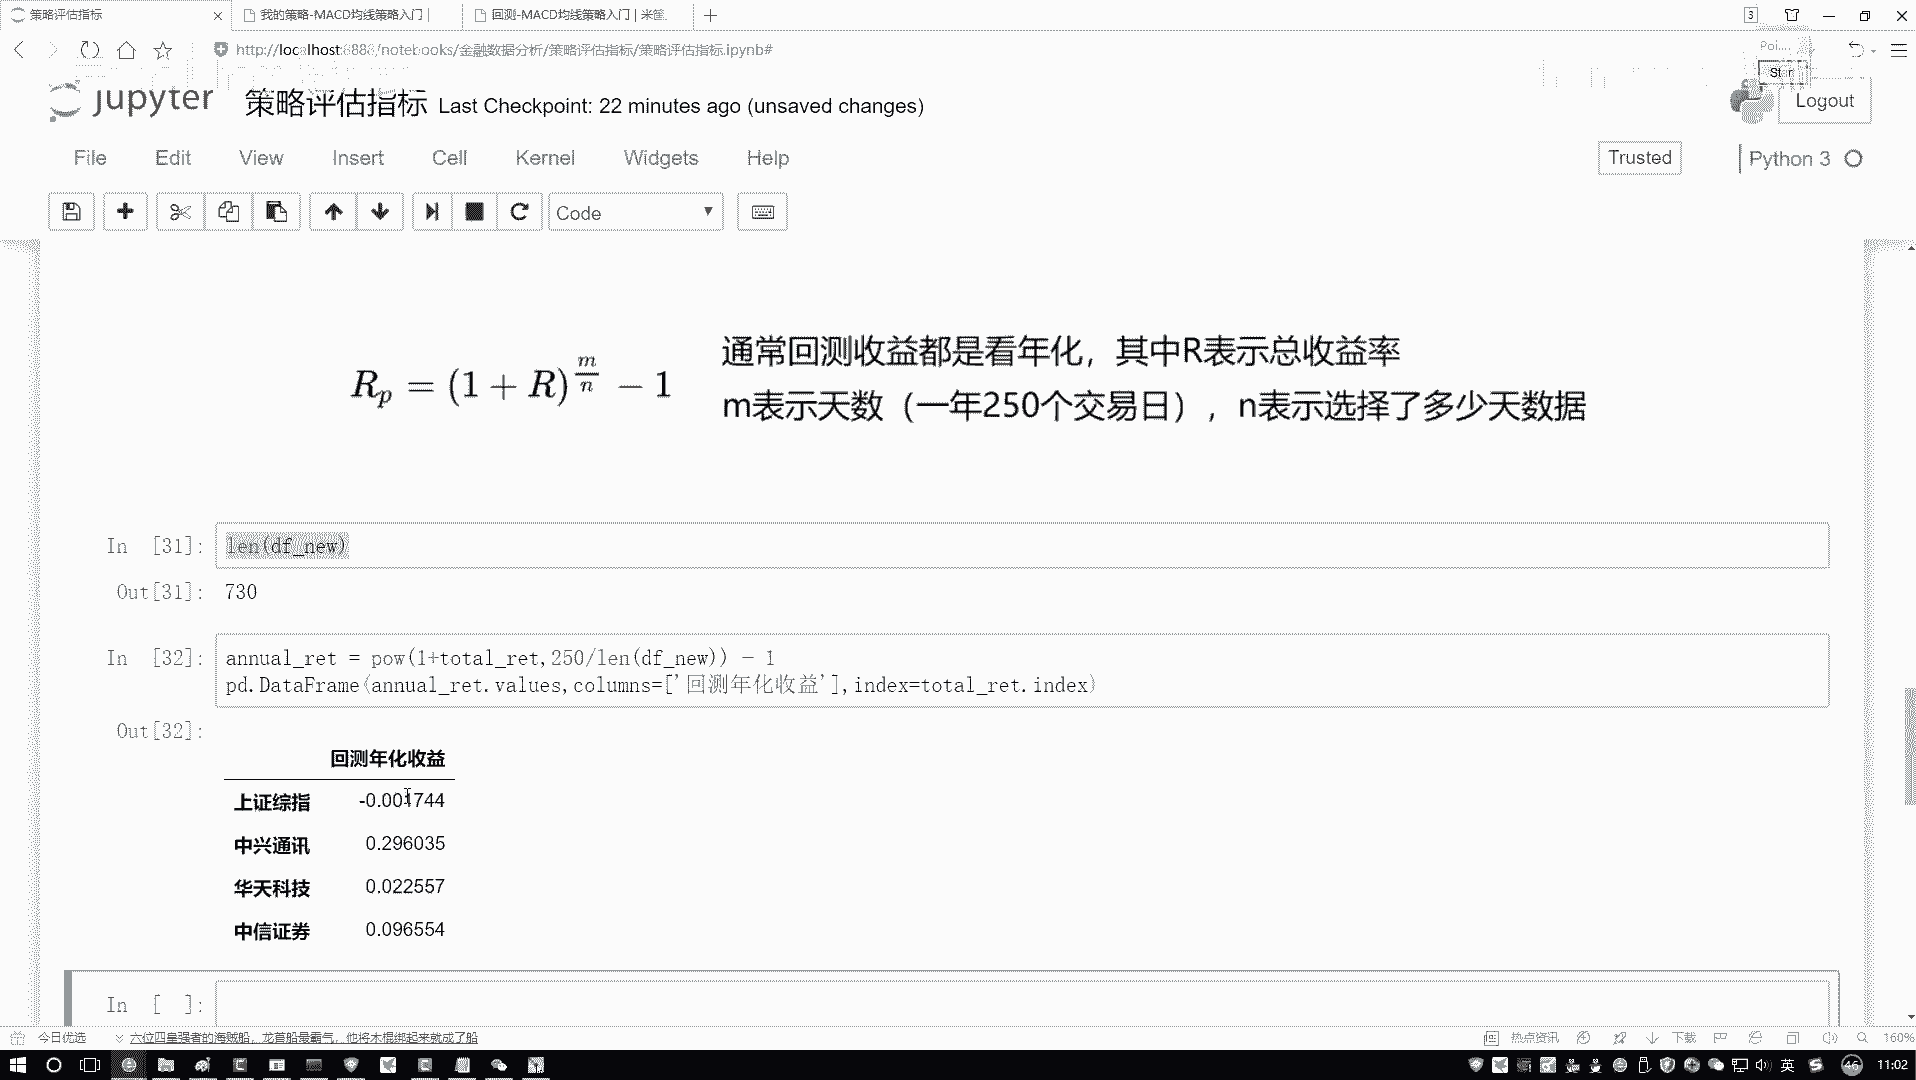 策略评估指标
我的策略-MACD均线策略入门 |
回测-MACD均线策略入门 | 米筐.
3
http://localhost:8888/notebooks/金融数据分析/策略评估指标/策略评估指标.ipynb#
Poi...
jupyter 策略评估指标 Last Checkpoint: 22 minutes ago (unsaved changes)
Logout
File Edit View Insert Cell Kernel Widgets Help
Trusted
Python 3
Code
R_p = (1 + R)^{m/n} − 1
通常回测收益都是看年化，其中R表示总收益率
m表示天数（一年250个交易日），n表示选择了多少天数据
In [31]: len(df_new)
Out[31]: 730
In [32]: annual_ret = pow(1+total_ret,250/len(df_new)) - 1
pd.DataFrame(annual_ret.values,columns=['回测年化收益'],index=total_ret.index)
Out[32]:
回测年化收益
上证综指 -0.001744
中兴通讯 0.296035
华天科技 0.022557
中信证券 0.096554
In [ ]:
今日优选
六位四皇强者的海贼船，龙首船最霸气，他将木棍绑起来就成了船
热点资讯
下载
160%
英
46
11:02